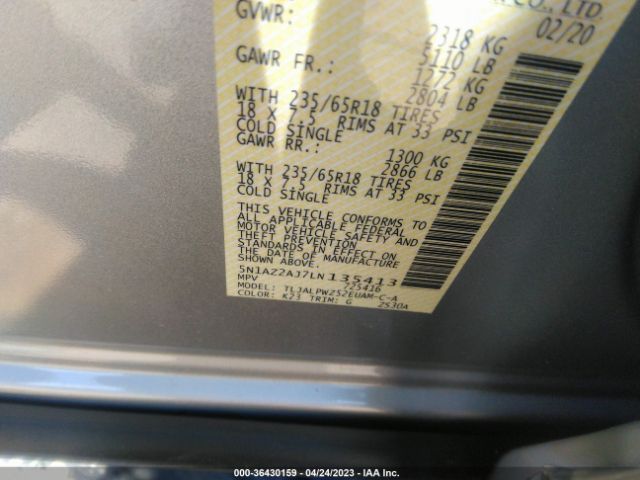 CO., LTD.
02/20
GVWR:
2318 KG
5110 LB
GAWR FR.:
1272 KG
2804 LB
WITH 235/65R18 TIRES
18 X 7.5 RIMS AT 33 PSI
COLD SINGLE
GAWR RR.:
1300 KG
2866 LB
WITH 235/65R18 TIRES
18 X 7.5 RIMS AT 33 PSI
COLD SINGLE
THIS VEHICLE CONFORMS TO
ALL APPLICABLE FEDERAL
MOTOR VEHICLE SAFETY AND
THEFT PREVENTION
STANDARDS IN EFFECT ON
THE DATE OF MANUFACTURE
SHOWN ABOVE.
5N1AZ2AJ7LN135413
MPV 725416
MODEL: TLJALPWZ52EUAM-C-A
COLOR: K23 TRIM: G 2530A
000-36430159 - 04/24/2023 - IAA Inc.